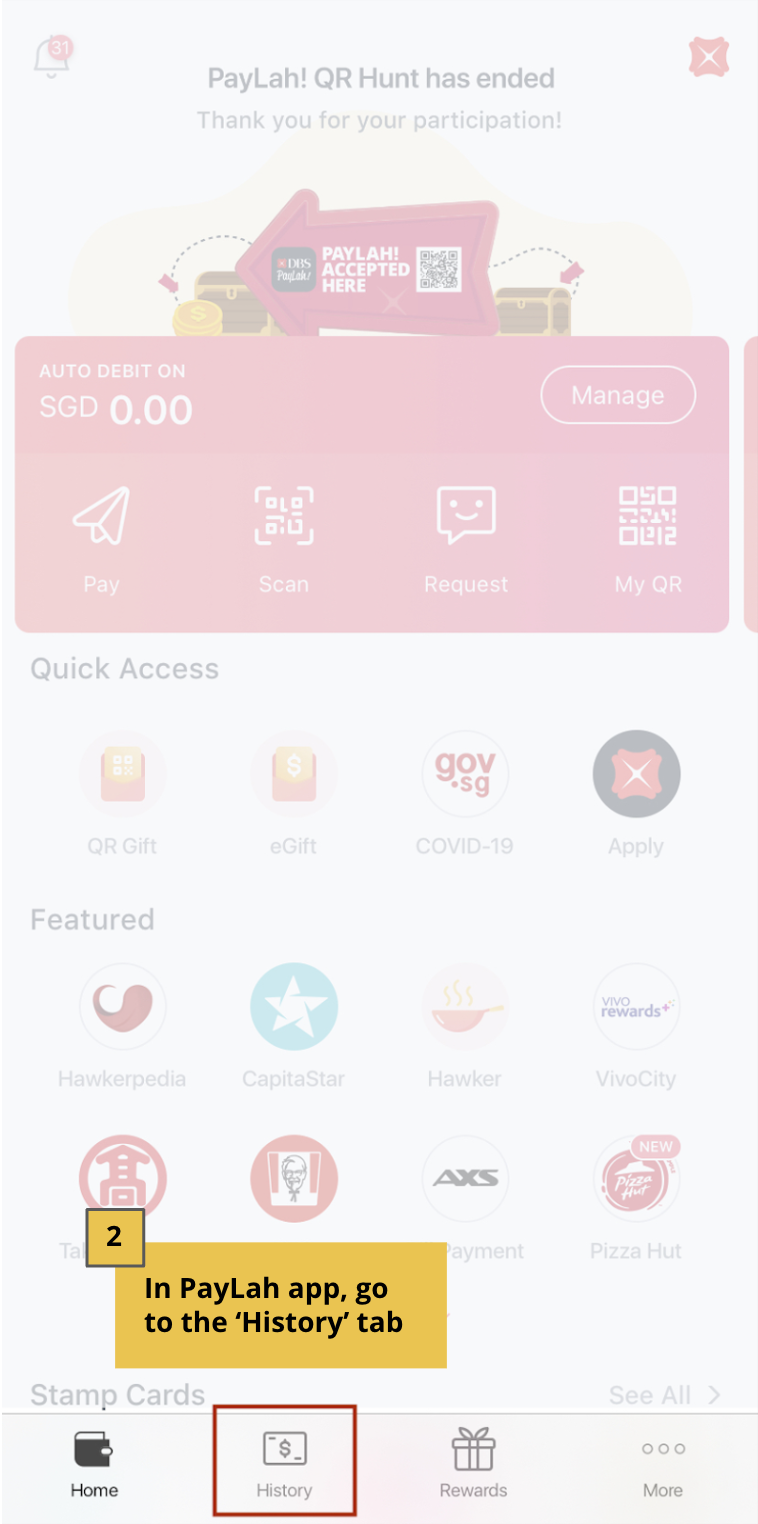 31
PayLah! QR Hunt has ended
Thank you for your participation!
DBS
PayLah!
PAYLAH!
ACCEPTED
HERE
AUTO DEBIT ON
SGD 0.00
Manage
Pay
Scan
Request
My QR
Quick Access
gov
.sg
QR Gift
eGift
COVID-19
Apply
Featured
VIVO
rewards+
Hawkerpedia
CapitaStar
Hawker
VivoCity
高
AXS
NEW
Pizza
Hut
Payment
Pizza Hut
2
In PayLah app, go
to the ‘History’ tab
Stamp Cards
See All
Home
History
Rewards
More